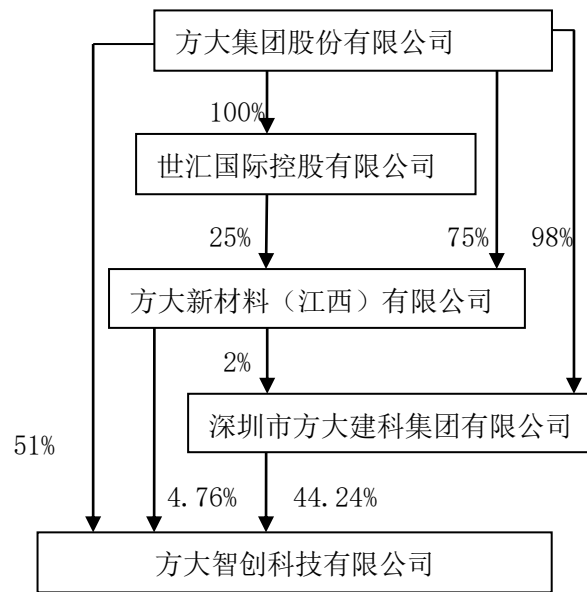 方大集团股份有限公司
100%
世汇国际控股有限公司
25%
75%
98%
方大新材料（江西）有限公司
2%
深圳市方大建科集团有限公司
51%
4.76%
44.24%
方大智创科技有限公司